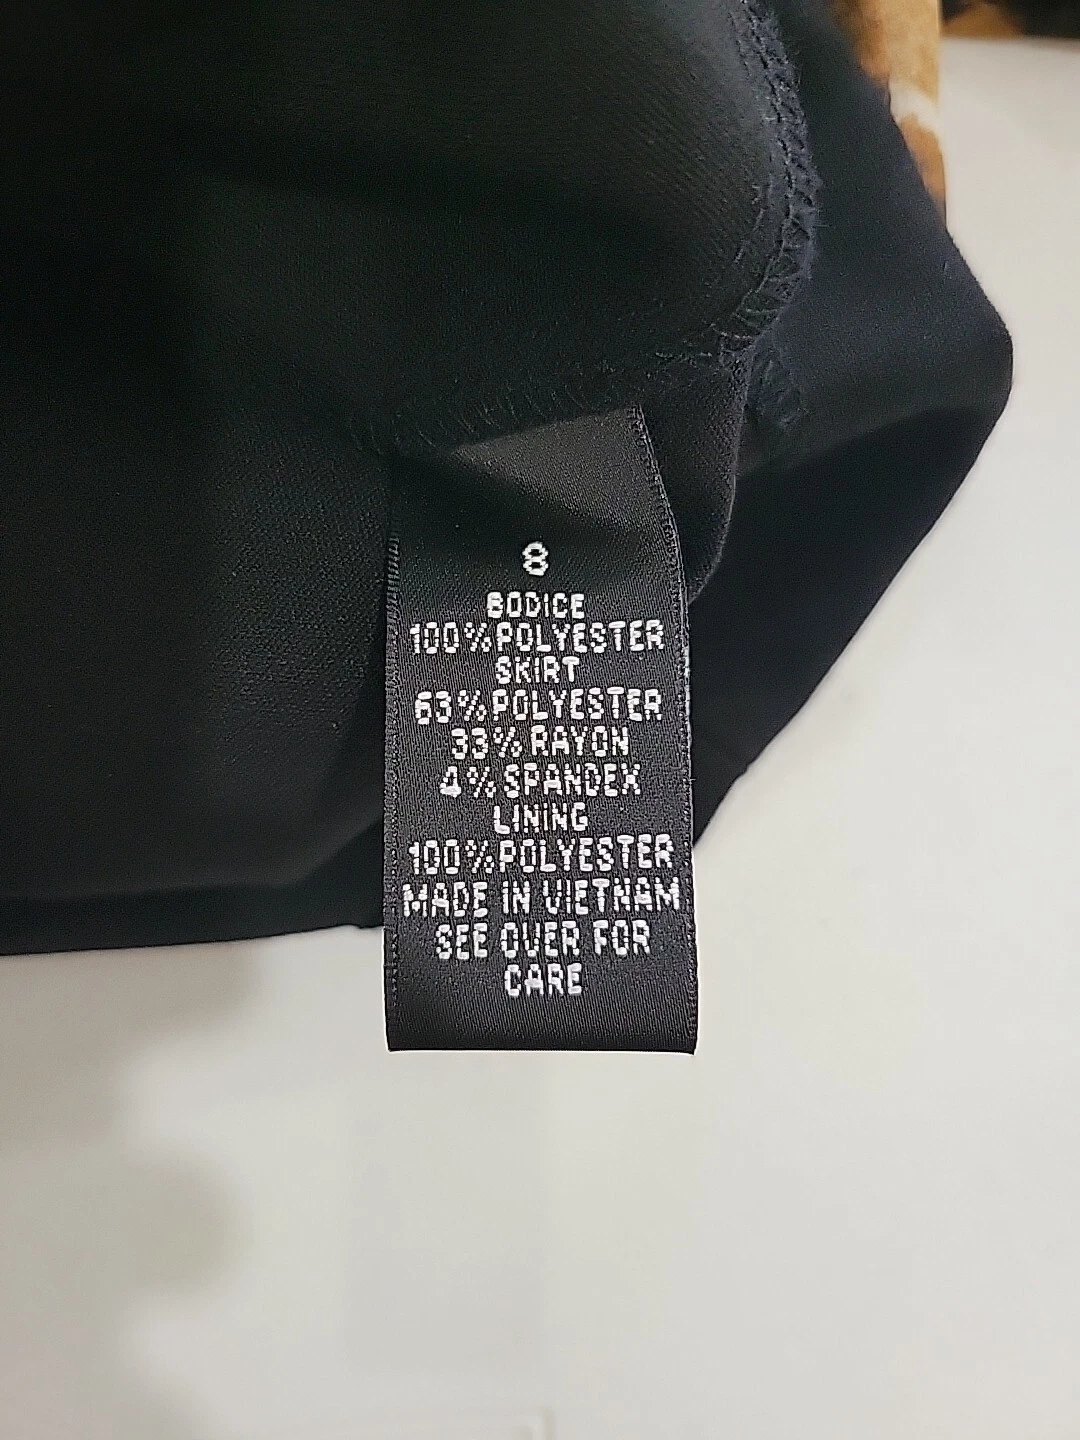 8
BODICE
100%POLYESTER
SKIRT
63%POLYESTER
33%RAYON
4%SPANDEX
LINING
100%POLYESTER
MADE IN VIETNAM
SEE OVER FOR
CARE